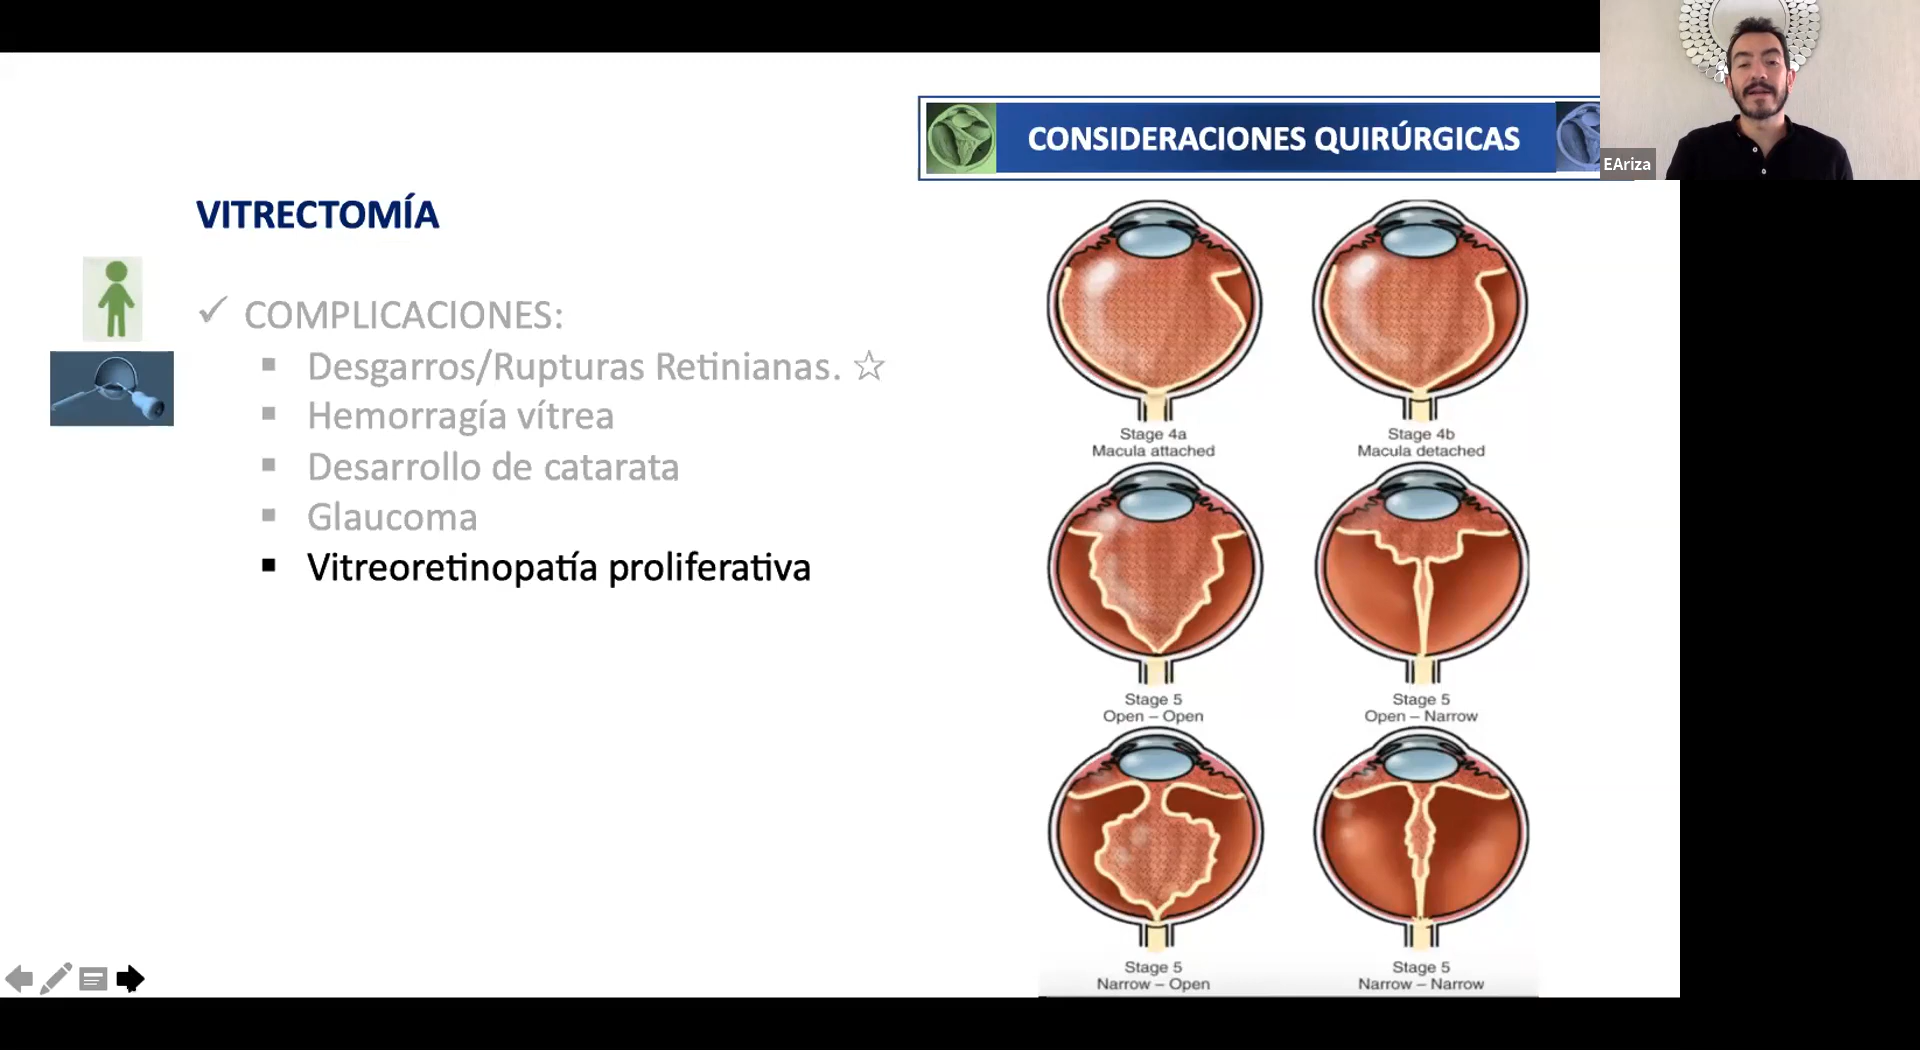 CONSIDERACIONES QUIRÚRGICAS
EAriza
VITRECTOMÍA
COMPLICACIONES:
Desgarros/Rupturas Retinianas.
Hemorragía vítrea
Desarrollo de catarata
Glaucoma
Vitreoretinopatía proliferativa
Stage 4a
Macula attached
Stage 4b
Macula detached
Stage 5
Open – Open
Stage 5
Open – Narrow
Stage 5
Narrow – Open
Stage 5
Narrow – Narrow